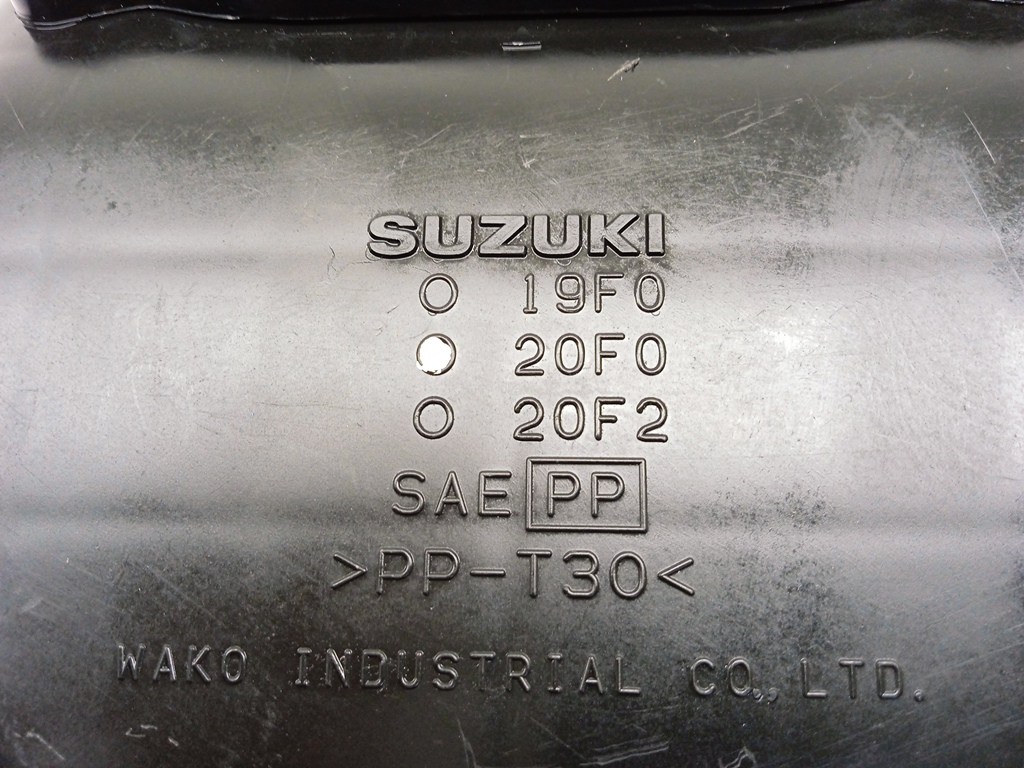 SUZUKI
19F0
20F0
20F2
SAE PP
>PP-T30<
WAKO INDUSTRIAL CO., LTD.